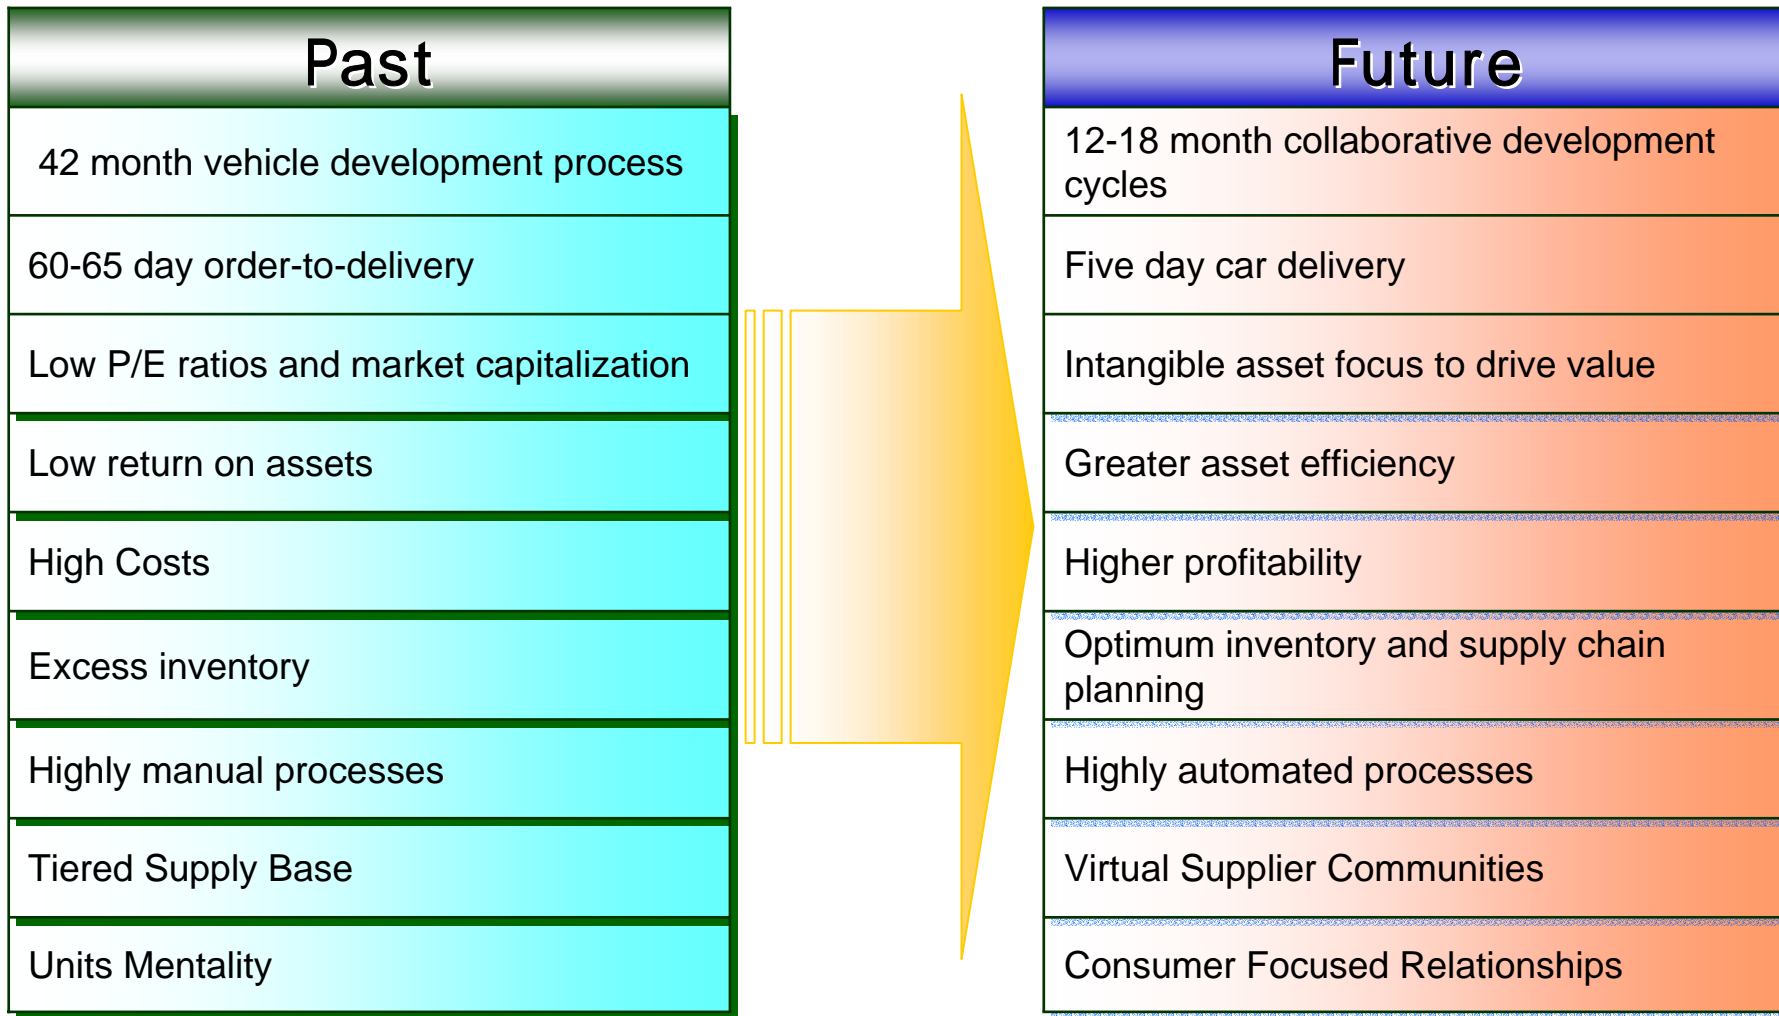 Past
42 month vehicle development process
60-65 day order-to-delivery
Low P/E ratios and market capitalization
Low return on assets
High Costs
Excess inventory
Highly manual processes
Tiered Supply Base
Units Mentality
Future
12-18 month collaborative development
cycles
Five day car delivery
Intangible asset focus to drive value
Greater asset efficiency
Higher profitability
Optimum inventory and supply chain
planning
Highly automated processes
Virtual Supplier Communities
Consumer Focused Relationships